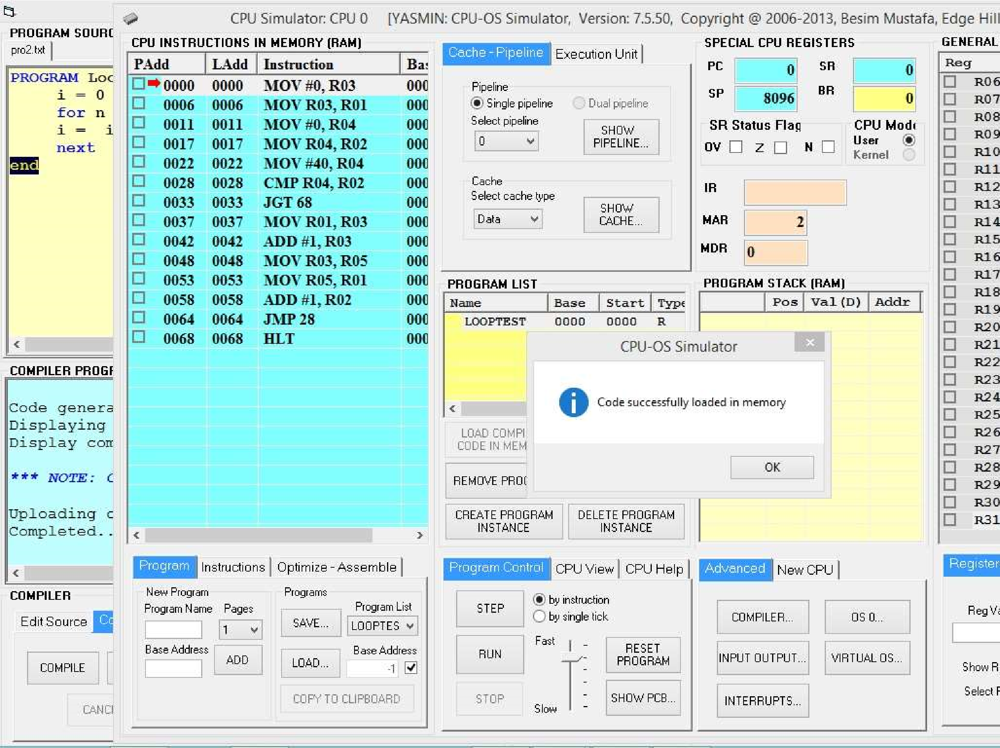 CPU Simulator: CPU 0 [YASMIN: CPU-OS Simulator, Version: 7.5.50, Copyright @ 2006-2013, Besim Mustafa, Edge Hill
PROGRAM SOURC
pro2.txt
PROGRAM Loo
i = 0
for n
i = i
next
end
COMPILER PROGR
Code genera
Displaying
Display com
*** NOTE: C
Uploading c
Completed..
COMPILER
Edit Source Co
COMPILE
CANC
CPU INSTRUCTIONS IN MEMORY (RAM)
PAdd LAdd Instruction Bas
0000 0000 MOV #0, R03 000
0006 0006 MOV R03, R01 000
0011 0011 MOV #0, R04 000
0017 0017 MOV R04, R02 000
0022 0022 MOV #40, R04 000
0028 0028 CMP R04, R02 000
0033 0033 JGT 68 000
0037 0037 MOV R01, R03 000
0042 0042 ADD #1, R03 000
0048 0048 MOV R03, R05 000
0053 0053 MOV R05, R01 000
0058 0058 ADD #1, R02 000
0064 0064 JMP 28 000
0068 0068 HLT 000
Program Instructions Optimize - Assemble
New Program
Program Name Pages
1
Base Address
ADD
Programs
Program List
SAVE... LOOPTES
Base Address
LOAD... -1
COPY TO CLIPBOARD
Cache - Pipeline Execution Unit
Pipeline
Single pipeline Dual pipeline
Select pipeline
0
SHOW
PIPELINE...
Cache
Select cache type
Data
SHOW
CACHE...
PROGRAM LIST
Name Base Start Type
LOOPTEST 0000 0000 R
LOAD COMPI
CODE IN MEM
REMOVE PROG
CREATE PROGRAM
INSTANCE
DELETE PROGRAM
INSTANCE
CPU-OS Simulator
Code successfully loaded in memory
OK
Program Control CPU View CPU Help
STEP
by instruction
by single tick
RUN
Fast
RESET
PROGRAM
STOP
Slow
SHOW PCB...
SPECIAL CPU REGISTERS
PC 0 SR 0
SP 8096 BR 0
SR Status Flag
OV Z N
CPU Mode
User
Kernel
IR
MAR 2
MDR 0
PROGRAM STACK (RAM)
Pos Val (D) Addr
Advanced New CPU
COMPILER... OS 0...
INPUT OUTPUT... VIRTUAL OS...
INTERRUPTS...
GENERAL
Reg
R06
R07
R08
R09
R10
R11
R12
R13
R14
R15
R16
R17
R18
R19
R20
R21
R22
R23
R24
R25
R26
R27
R28
R29
R30
R31
Register
Reg Va
Show R
Select